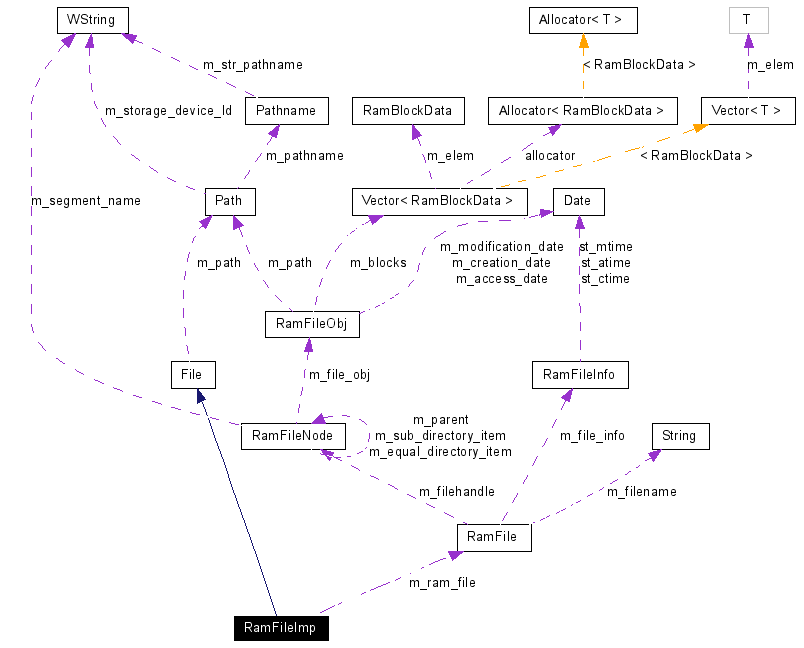 WString
Allocator< T >
T
m_str_pathname
< RamBlockData >
m_elem
m_storage_device_Id
Pathname
RamBlockData
Allocator< RamBlockData >
Vector< T >
m_pathname
m_elem
allocator
< RamBlockData >
m_segment_name
Path
Vector< RamBlockData >
Date
m_path
m_path
m_blocks
m_modification_date
m_creation_date
m_access_date
st_mtime
st_atime
st_ctime
RamFileObj
File
m_file_obj
RamFileInfo
RamFileNode
m_parent
m_sub_directory_item
m_equal_directory_item
m_file_info
String
m_filehandle
m_filename
RamFile
m_ram_file
RamFileImp